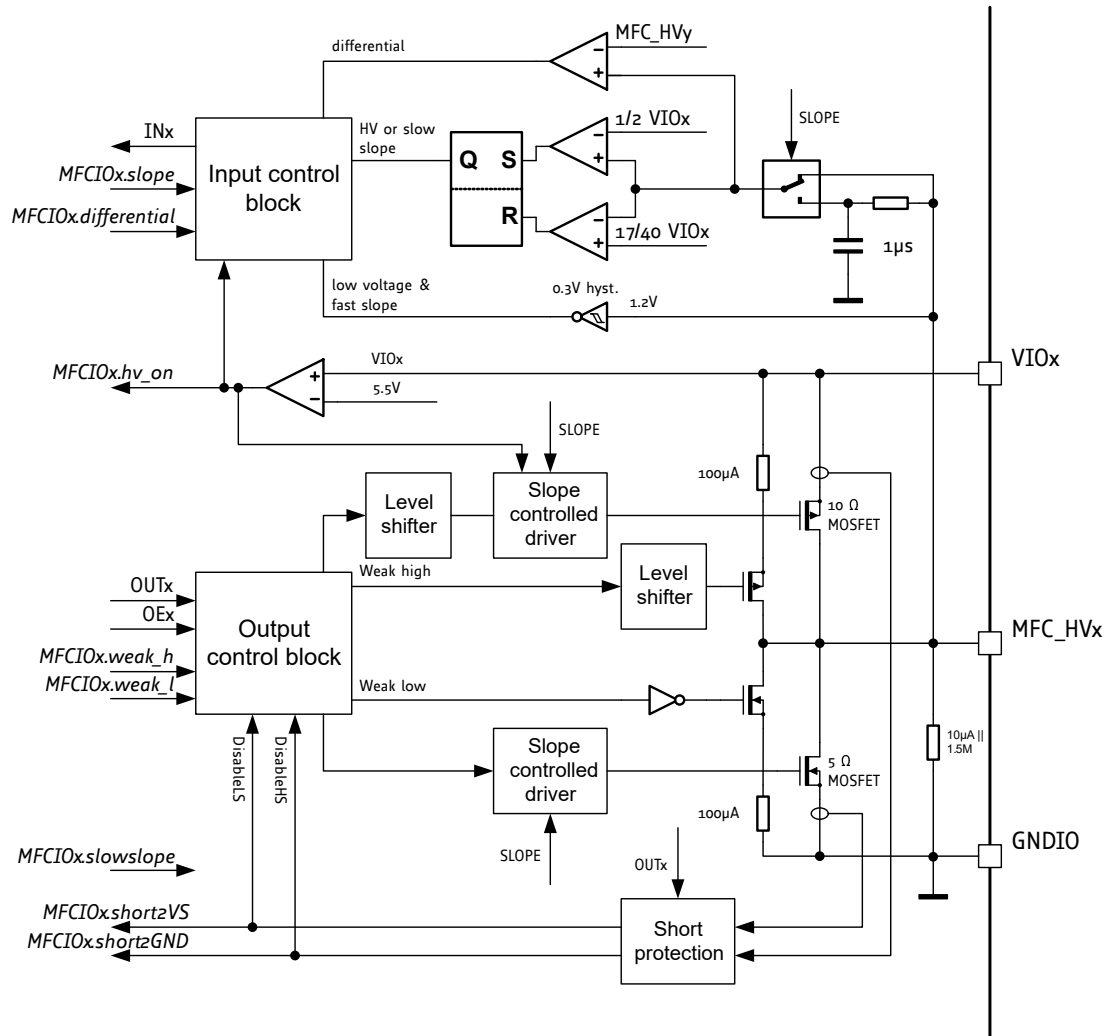 MFC_HVy
differential
SLOPE
INx
HV or slow
slope
1/2 VIOx
MFCIOx.slope
Q
S
Input control
block
MFCIOx.differential
R
17/40 VIOx
1µs
low voltage &
fast slope
0.3V hyst.
1.2V
VIOx
MFCIOx.hv_on
VIOx
5.5V
SLOPE
100µA
Level
shifter
Slope
controlled
driver
10 Ω
MOSFET
Weak high
Level
shifter
OUTx
OEx
Output
control block
MFCIOx.weak_h
MFCIOx.weak_l
MFC_HVx
Weak low
DisableLS
DisableHS
Slope
controlled
driver
5 Ω
MOSFET
10µA ||
1.5M
100µA
SLOPE
GNDIO
MFCIOx.slowslope
OUTx
MFCIOx.short2VS
MFCIOx.short2GND
Short
protection